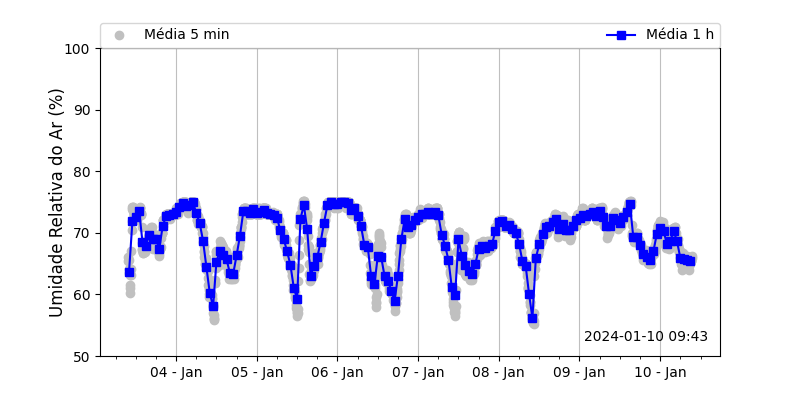 Média 5 min
Média 1 h
Umidade Relativa do Ar (%)
100
90
80
70
60
50
2024-01-10 09:43
04 - Jan
05 - Jan
06 - Jan
07 - Jan
08 - Jan
09 - Jan
10 - Jan